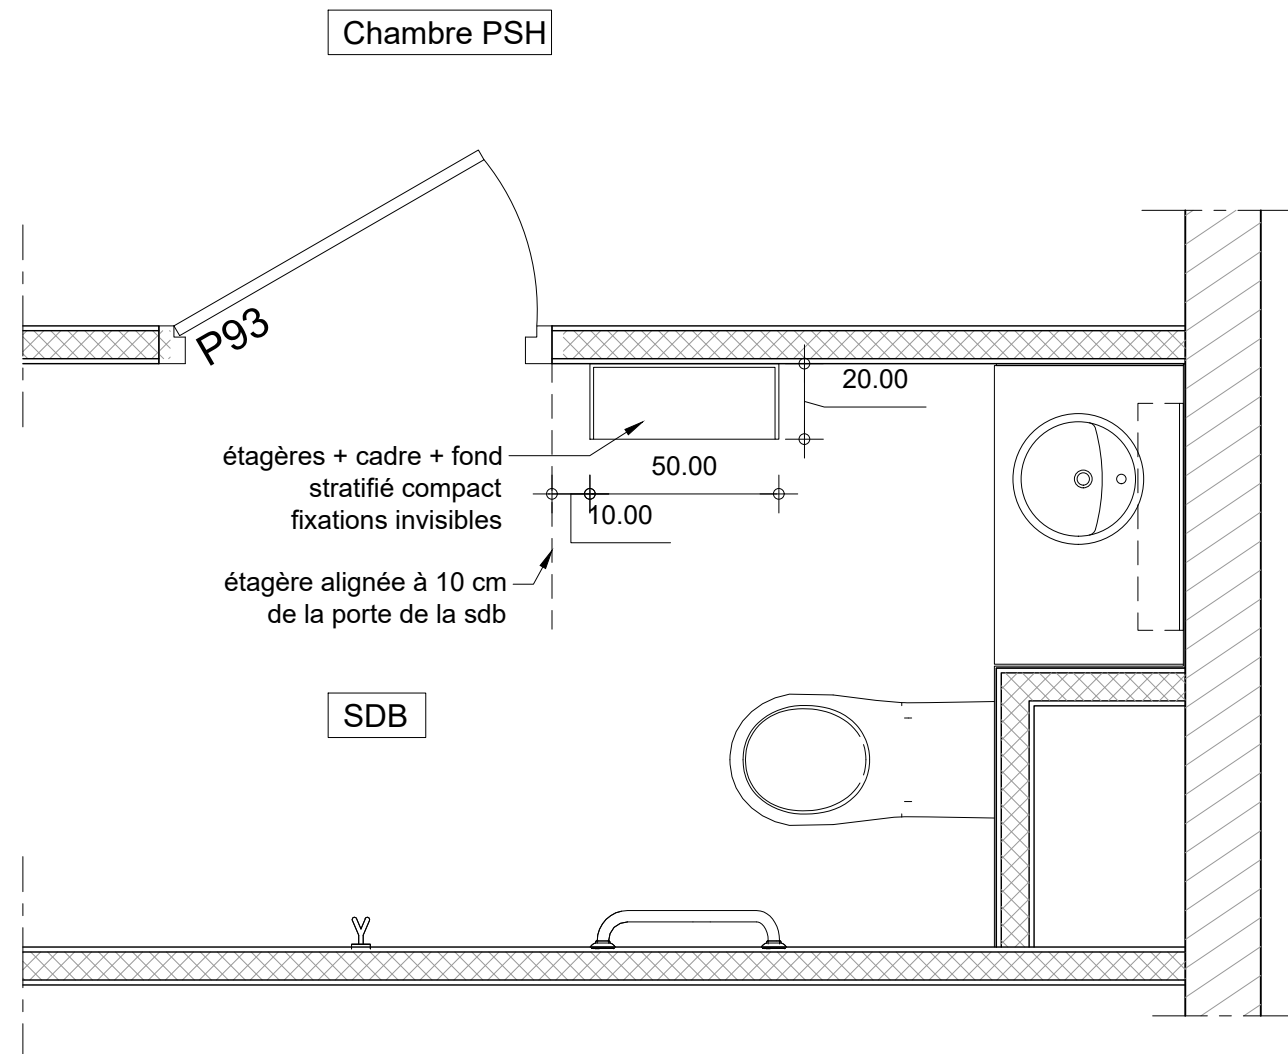 Chambre PSH
P93
20.00
étagères + cadre + fond
stratifié compact
fixations invisibles
50.00
10.00
étagère alignée à 10 cm
de la porte de la sdb
SDB